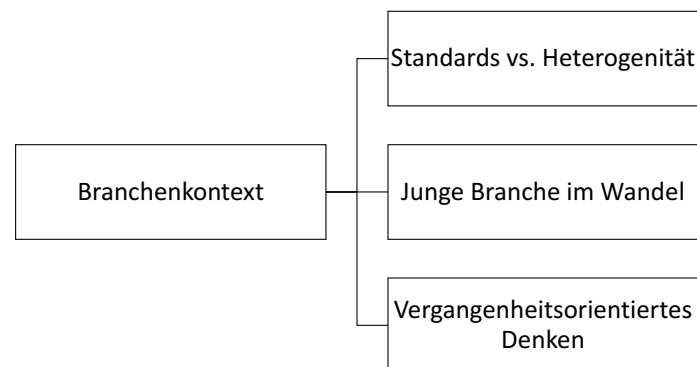 Standards vs. Heterogenität
Branchenkontext
Junge Branche im Wandel
Vergangenheitsorientiertes
Denken